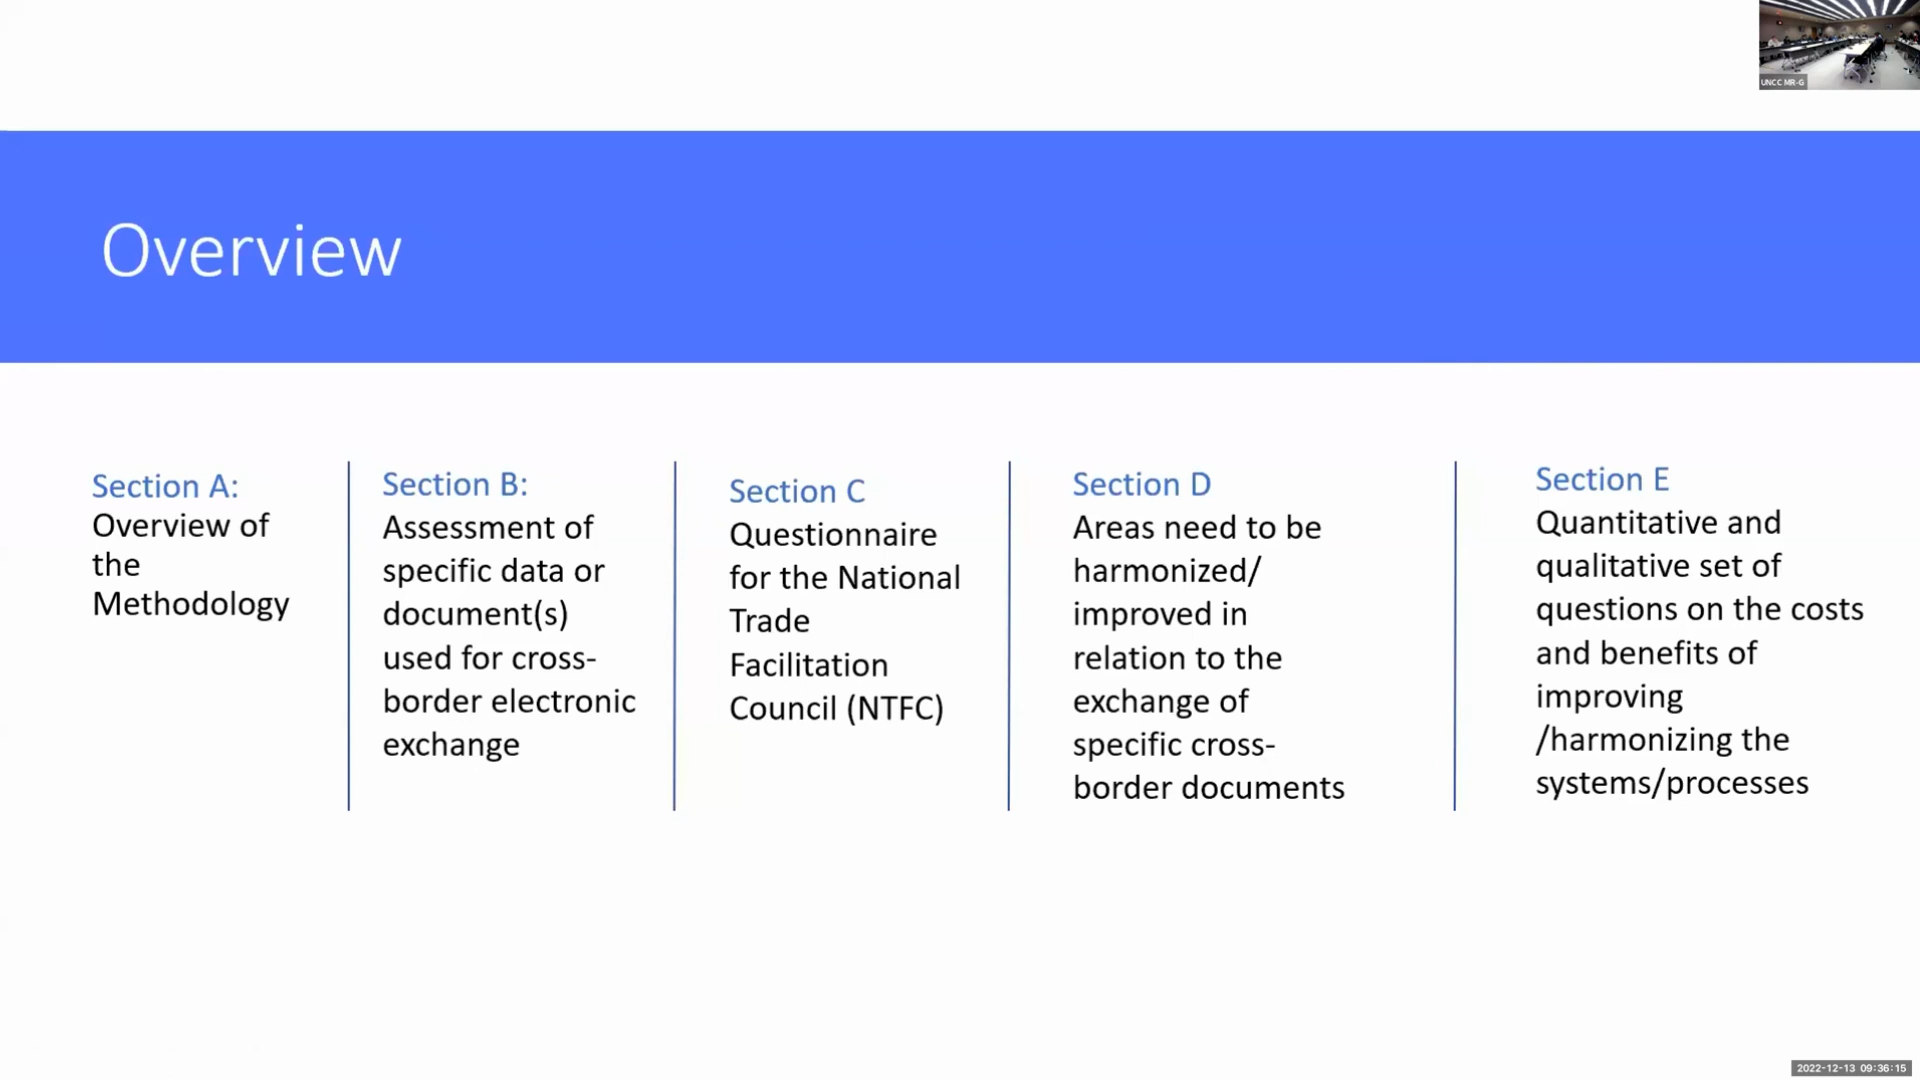 UNCC MR-G
Overview
Section A:
Overview of
the
Methodology
Section B:
Assessment of
specific data or
document(s)
used for cross-
border electronic
exchange
Section C
Questionnaire
for the National
Trade
Facilitation
Council (NTFC)
Section D
Areas need to be
harmonized/
improved in
relation to the
exchange of
specific cross-
border documents
Section E
Quantitative and
qualitative set of
questions on the costs
and benefits of
improving
/harmonizing the
systems/processes
2022-12-13 09:36:15